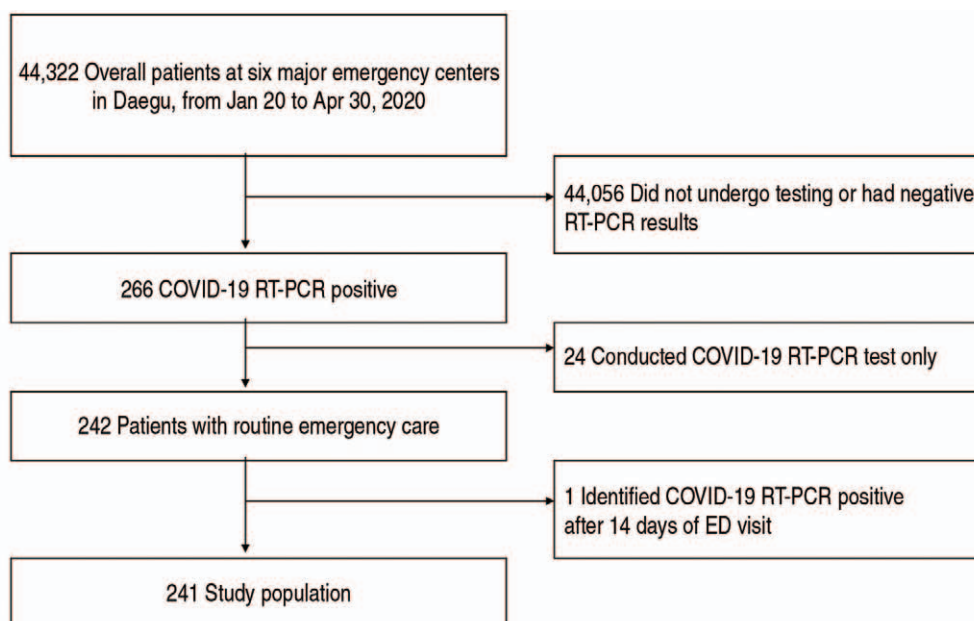 44,322 Overall patients at six major emergency centers
in Daegu, from Jan 20 to Apr 30, 2020
44,056 Did not undergo testing or had negative
RT-PCR results
266 COVID-19 RT-PCR positive
24 Conducted COVID-19 RT-PCR test only
242 Patients with routine emergency care
1 Identified COVID-19 RT-PCR positive
after 14 days of ED visit
241 Study population